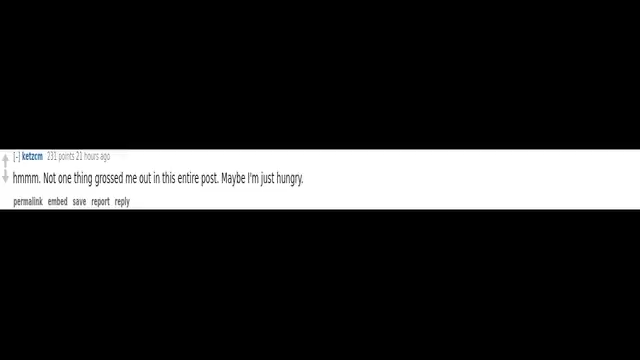 [-] ketzcm 231 points 21 hours ago
hmmm. Not one thing grossed me out in this entire post. Maybe I'm just hungry.
permalink embed save report reply